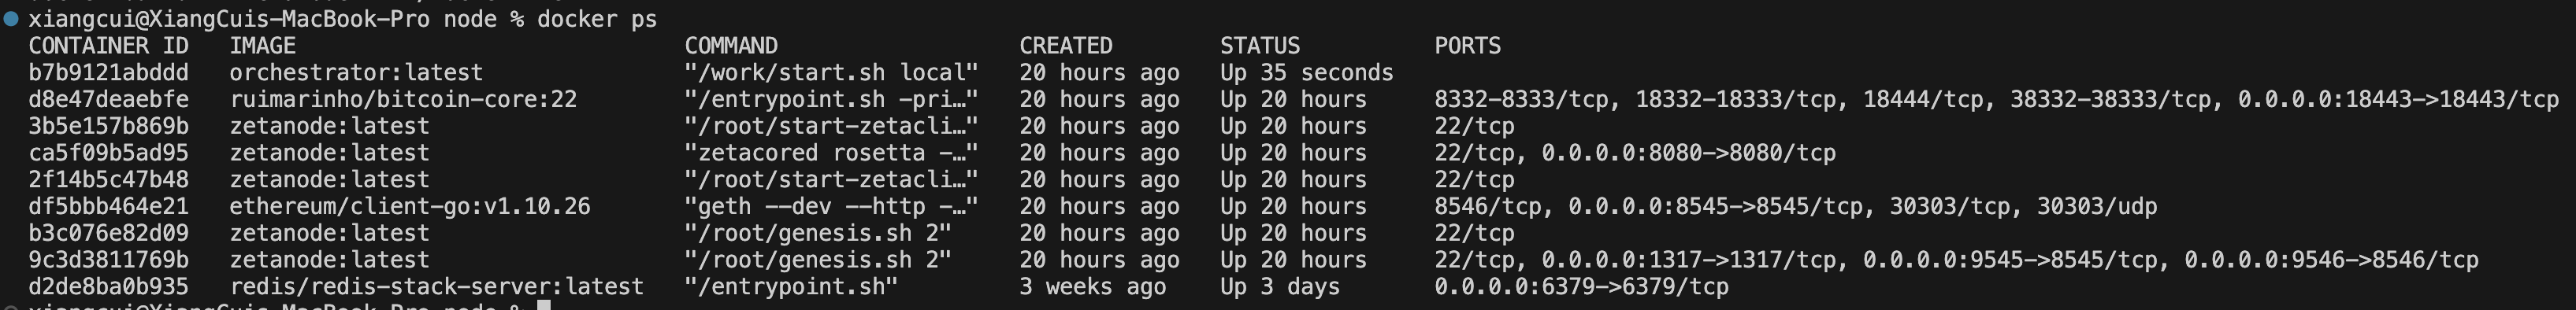 xiangcui@XiangCuis-MacBook-Pro node % docker ps
CONTAINER ID   IMAGE                             COMMAND                  CREATED        STATUS          PORTS
b7b9121abddd   orchestrator:latest               "/work/start.sh local"   20 hours ago   Up 35 seconds
d8e47deaebfe   ruimarinho/bitcoin-core:22        "/entrypoint.sh -pri…"   20 hours ago   Up 20 hours     8332-8333/tcp, 18332-18333/tcp, 18444/tcp, 38332-38333/tcp, 0.0.0.0:18443->18443/tcp
3b5e157b869b   zetanode:latest                   "/root/start-zetacli…"   20 hours ago   Up 20 hours     22/tcp
ca5f09b5ad95   zetanode:latest                   "zetacored rosetta -…"   20 hours ago   Up 20 hours     22/tcp, 0.0.0.0:8080->8080/tcp
2f14b5c47b48   zetanode:latest                   "/root/start-zetacli…"   20 hours ago   Up 20 hours     22/tcp
df5bbb464e21   ethereum/client-go:v1.10.26       "geth --dev --http -…"   20 hours ago   Up 20 hours     8546/tcp, 0.0.0.0:8545->8545/tcp, 30303/tcp, 30303/udp
b3c076e82d09   zetanode:latest                   "/root/genesis.sh 2"     20 hours ago   Up 20 hours     22/tcp
9c3d3811769b   zetanode:latest                   "/root/genesis.sh 2"     20 hours ago   Up 20 hours     22/tcp, 0.0.0.0:1317->1317/tcp, 0.0.0.0:9545->8545/tcp, 0.0.0.0:9546->8546/tcp
d2de8ba0b935   redis/redis-stack-server:latest   "/entrypoint.sh"         3 weeks ago    Up 3 days       0.0.0.0:6379->6379/tcp
xiangcui@XiangCuis-MacBook-Pro node %